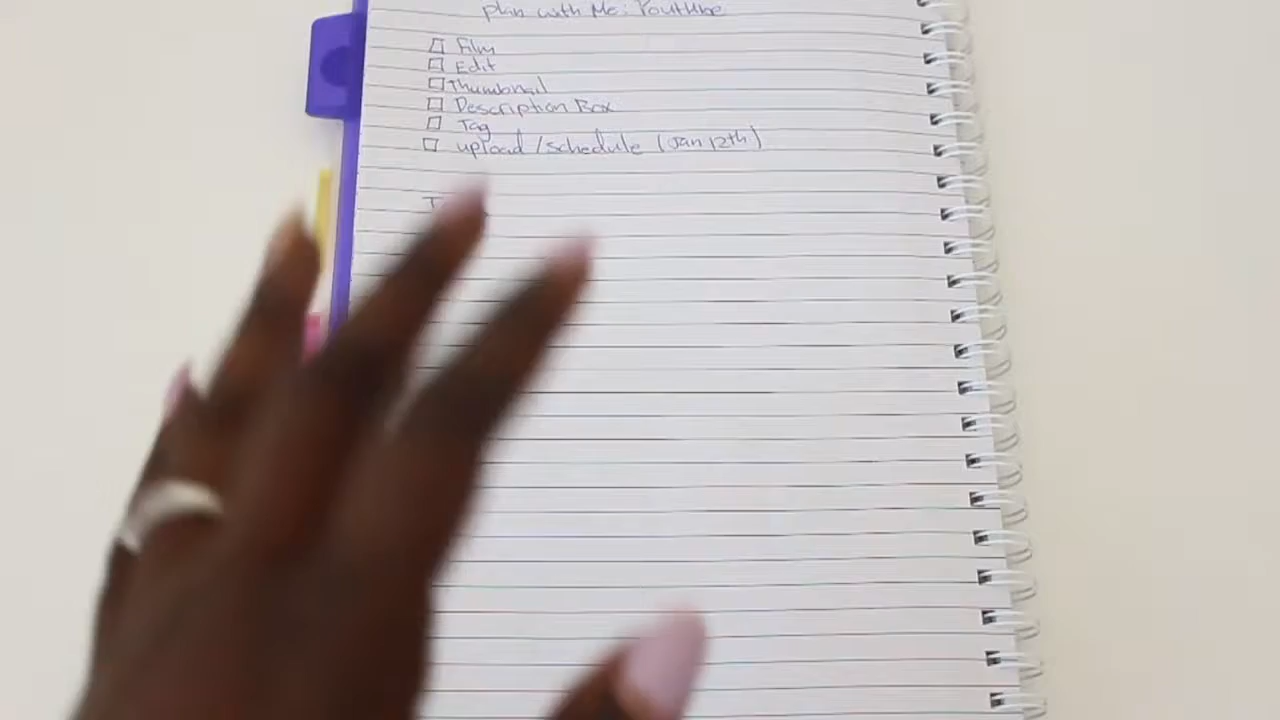 plan with Me: Youtube
Film
Edit
Thumbnail
Description Box
Tag
upload / schedule (Jan 12th)